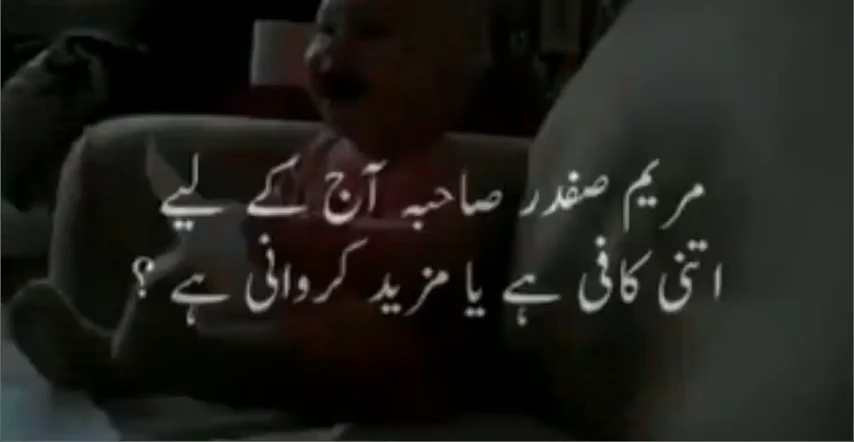 مریم صفدر صاحبہ آج کے لیے
اتنی کافی ہے یا مزید کروانی ہے ؟